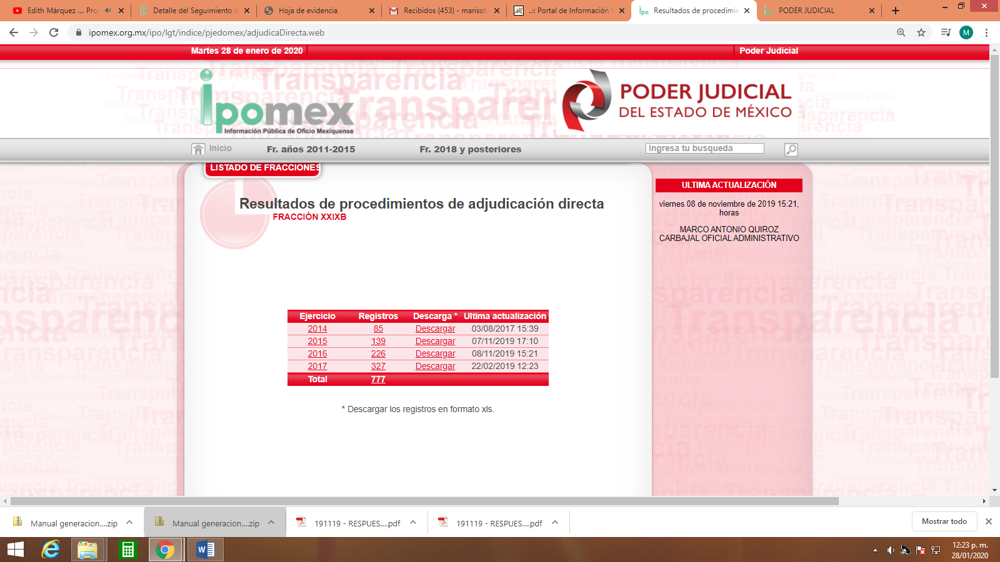 Edith Márquez .... Pro
Detalle del Seguimiento d
Hoja de evidencia
Recibidos (453) - marisol.
..:: Portal de Información P
Resultados de procedimie
PODER JUDICIAL
ipomex.org.mx/ipo/lgt/indice/pjedomex/adjudicaDirecta.web
M
Martes 28 de enero de 2020
Poder Judicial
Transparencia
ipomex
Información Pública de Oficio Mexiquense
PODER JUDICIAL
DEL ESTADO DE MÉXICO
Inicio
Fr. años 2011-2015
Fr. 2018 y posteriores
Ingresa tu busqueda
LISTADO DE FRACCIONES
ULTIMA ACTUALIZACIÓN
Resultados de procedimientos de adjudicación directa
FRACCIÓN XXIXB
viernes 08 de noviembre de 2019 15:21,
horas
MARCO ANTONIO QUIROZ
CARBAJAL OFICIAL ADMINISTRATIVO
Ejercicio Registros Descarga * Ultima actualización
2014 85 Descargar 03/08/2017 15:39
2015 139 Descargar 07/11/2019 17:10
2016 226 Descargar 08/11/2019 15:21
2017 327 Descargar 22/02/2019 12:23
Total 777
* Descargar los registros en formato xls.
Manual generacion....zip
Manual generacion....zip
191119 - RESPUES....pdf
191119 - RESPUES....pdf
Mostrar todo
12:23 p. m.
28/01/2020